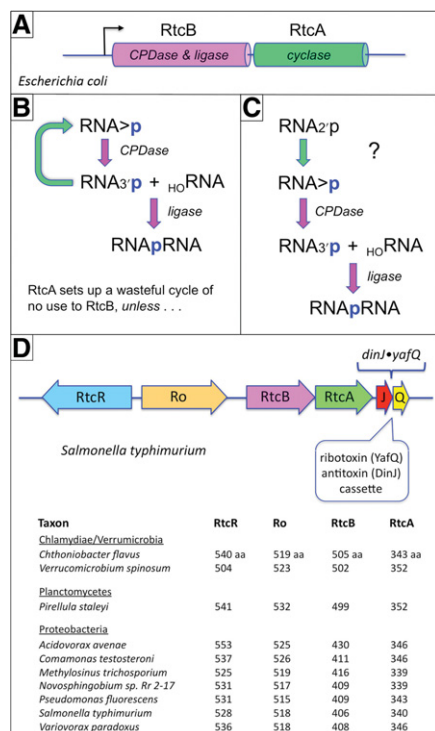 A
RtcB RtcA
CPDase & ligase cyclase
Escherichia coli
B
RNA>p
CPDase
RNA3'p + HORNA
ligase
RNApRNA
RtcA sets up a wasteful cycle of
no use to RtcB, unless . . .
C
RNA2'p
?
RNA>p
CPDase
RNA3'p + HORNA
ligase
RNApRNA
D
dinJ•yafQ
RtcR Ro RtcB RtcA J Q
Salmonella typhimurium
ribotoxin (YafQ)
antitoxin (DinJ)
cassette
Taxon RtcR Ro RtcB RtcA
Chlamydiae/Verrumicrobia
Chthoniobacter flavus 540 aa 519 aa 505 aa 343 aa
Verrucomicrobium spinosum 504 523 502 352
Planctomycetes
Pirellula staleyi 541 532 499 352
Proteobacteria
Acidovorax avenae 553 525 430 346
Comamonas testosteroni 537 526 411 346
Methylosinus trichosporium 525 519 416 339
Novosphingobium sp. Rr 2-17 531 517 409 339
Pseudomonas fluorescens 531 515 409 343
Salmonella typhimurium 528 518 406 340
Variovorax paradoxus 536 518 408 346